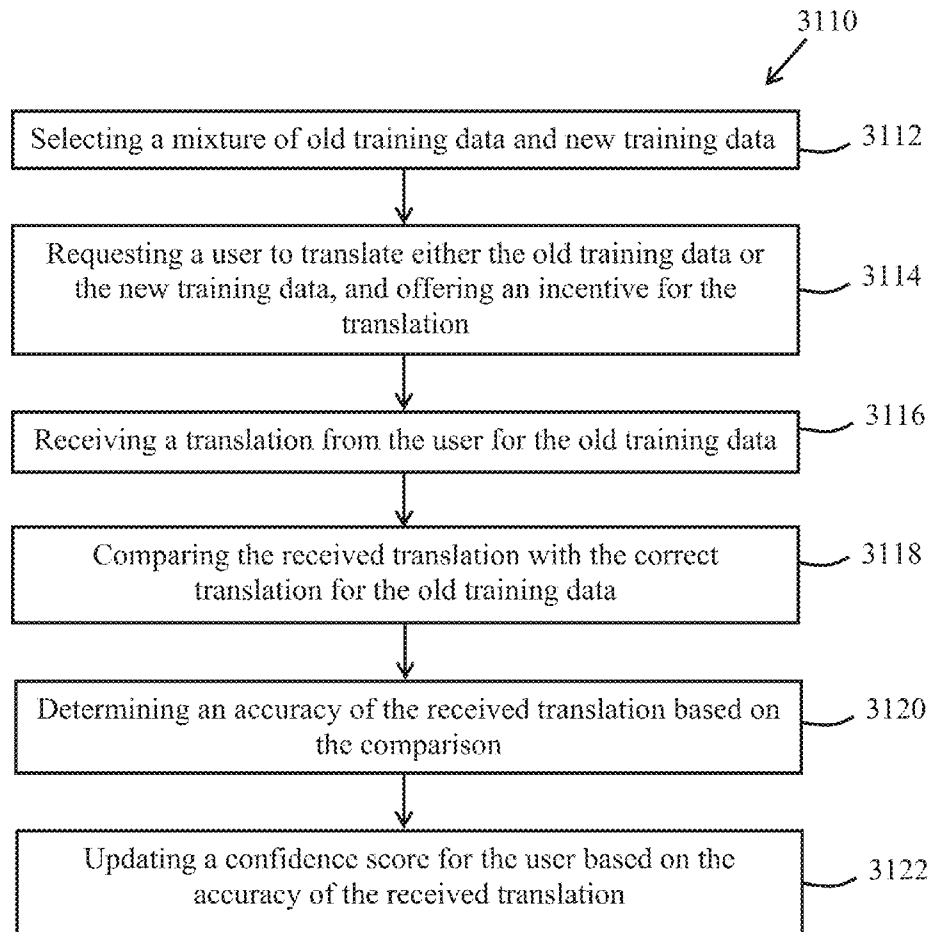 3110
Selecting a mixture of old training data and new training data
3112
Requesting a user to translate either the old training data or
the new training data, and offering an incentive for the
translation
3114
Receiving a translation from the user for the old training data
3116
Comparing the received translation with the correct
translation for the old training data
3118
Determining an accuracy of the received translation based on
the comparison
3120
Updating a confidence score for the user based on the
accuracy of the received translation
3122